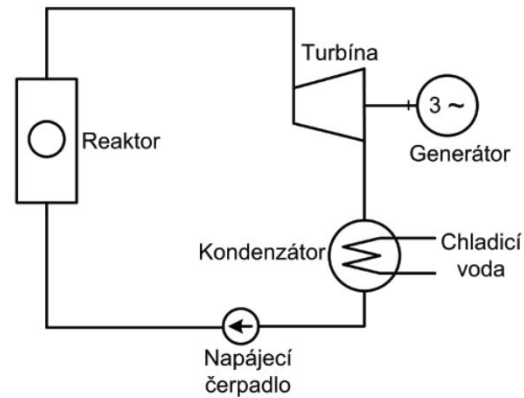 Turbína
3 ~
Reaktor
Generátor
Kondenzátor
Chladicí
voda
Napájecí
čerpadlo